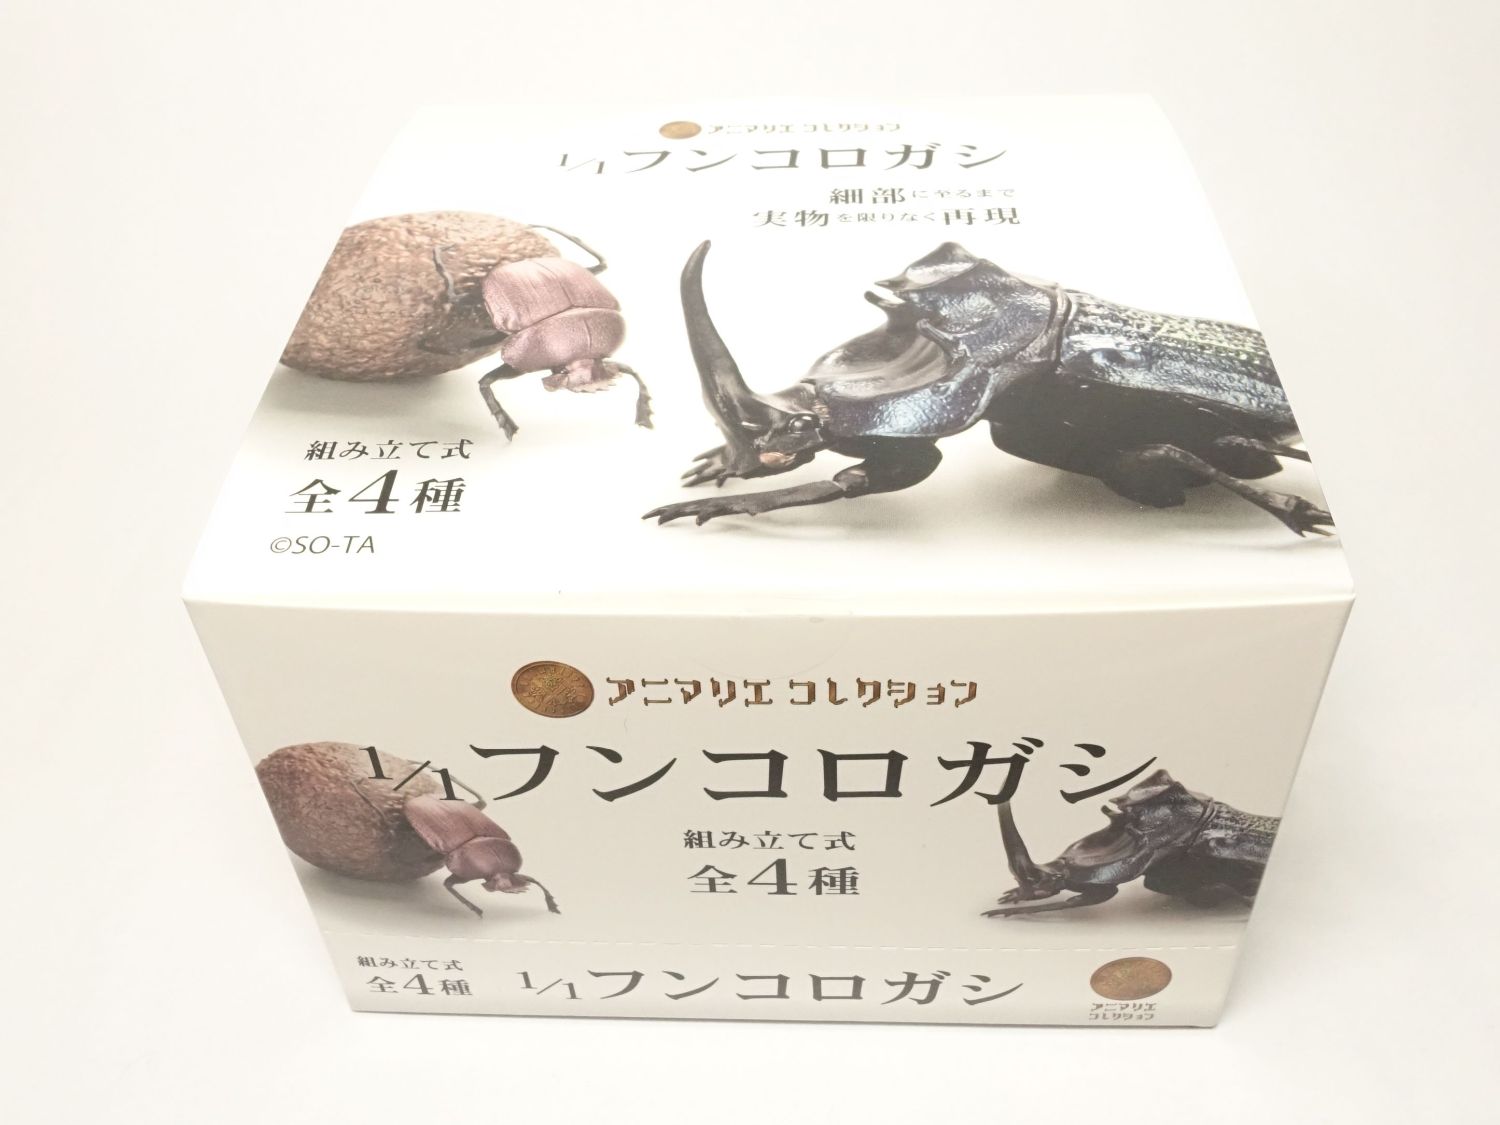 アニマリエ コレクション
1/1フンコロガシ
細部に至るまで
実物を限りなく再現
組み立て式
全4種
©SO-TA
アニマリエ コレクション
1/1フンコロガシ
組み立て式
全4種
組み立て式
全4種
1/1フンコロガシ
アニマリエ
コレクション